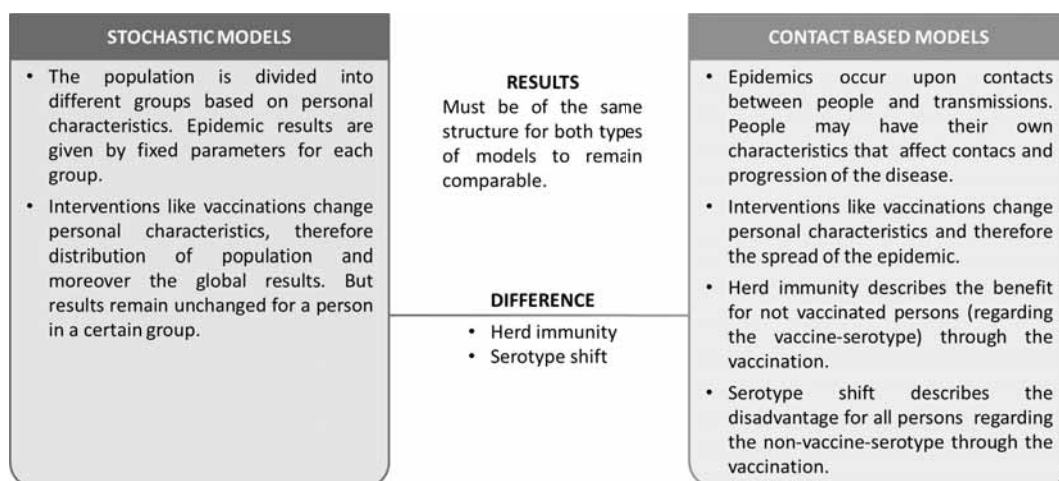 STOCHASTIC MODELS
• The population is divided into
different groups based on personal
characteristics. Epidemic results are
given by fixed parameters for each
group.
• Interventions like vaccinations change
personal characteristics, therefore
distribution of population and
moreover the global results. But
results remain unchanged for a person
in a certain group.
RESULTS
Must be of the same
structure for both types
of models to remain
comparable.
DIFFERENCE
• Herd immunity
• Serotype shift
CONTACT BASED MODELS
• Epidemics occur upon contacts
between people and transmissions.
People may have their own
characteristics that affect contacs and
progression of the disease.
• Interventions like vaccinations change
personal characteristics and therefore
the spread of the epidemic.
• Herd immunity describes the benefit
for not vaccinated persons (regarding
the vaccine-serotype) through the
vaccination.
• Serotype shift describes the
disadvantage for all persons regarding
the non-vaccine-serotype through the
vaccination.